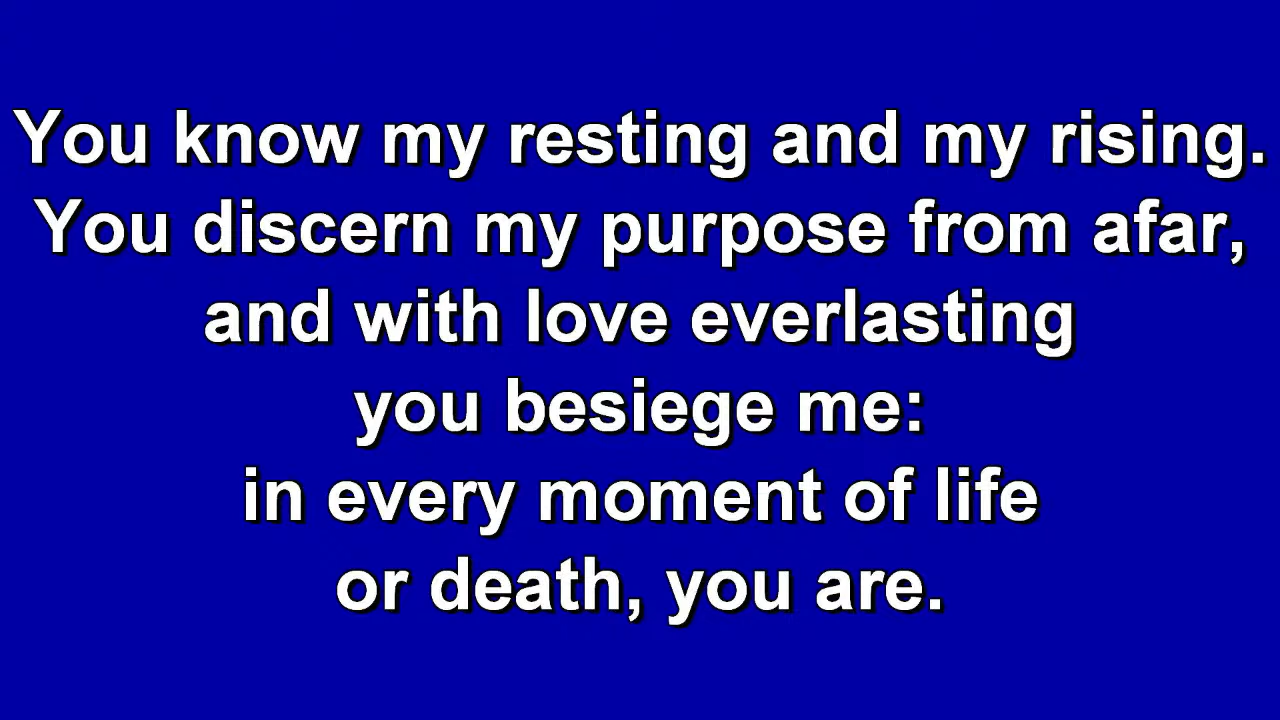 You know my resting and my rising.
You discern my purpose from afar,
and with love everlasting
you besiege me:
in every moment of life
or death, you are.